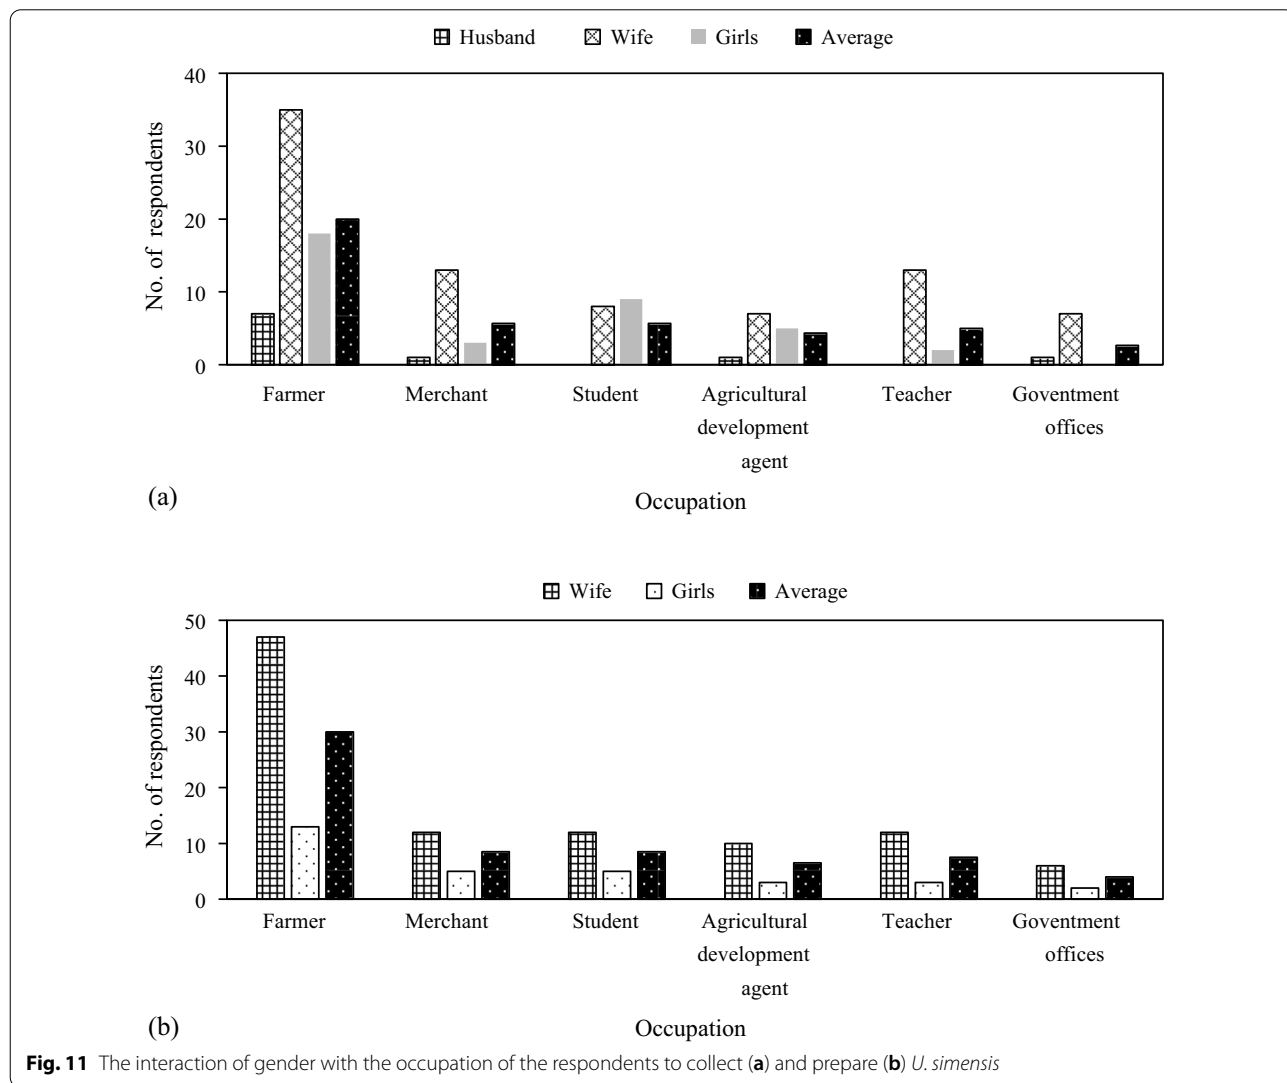 Husband Wife Girls Average
40
30
20
10
0
No. of respondents
Farmer Merchant Student Agricultural Teacher Goventment
development offices
agent
(a)
Occupation
Wife Girls Average
50
40
30
20
10
0
No. of respondents
Farmer Merchant Student Agricultural Teacher Goventment
development offices
agent
(b)
Occupation
Fig. 11 The interaction of gender with the occupation of the respondents to collect (a) and prepare (b) U. simensis